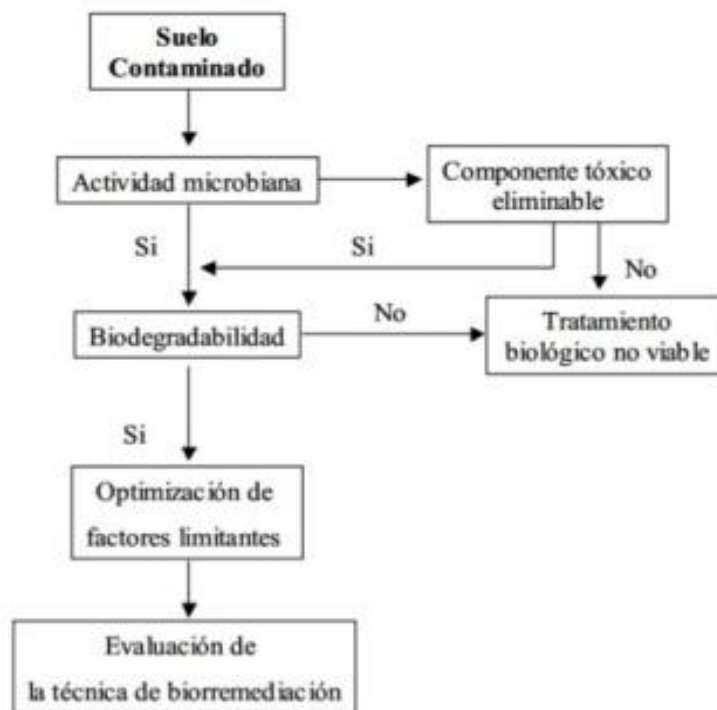 Suelo
Contaminado
Actividad microbiana
Componente tóxico
eliminable
Si
Si
No
Biodegradabilidad
No
Tratamiento
biológico no viable
Si
Optimización de
factores limitantes
Evaluación de
la técnica de biorremediación